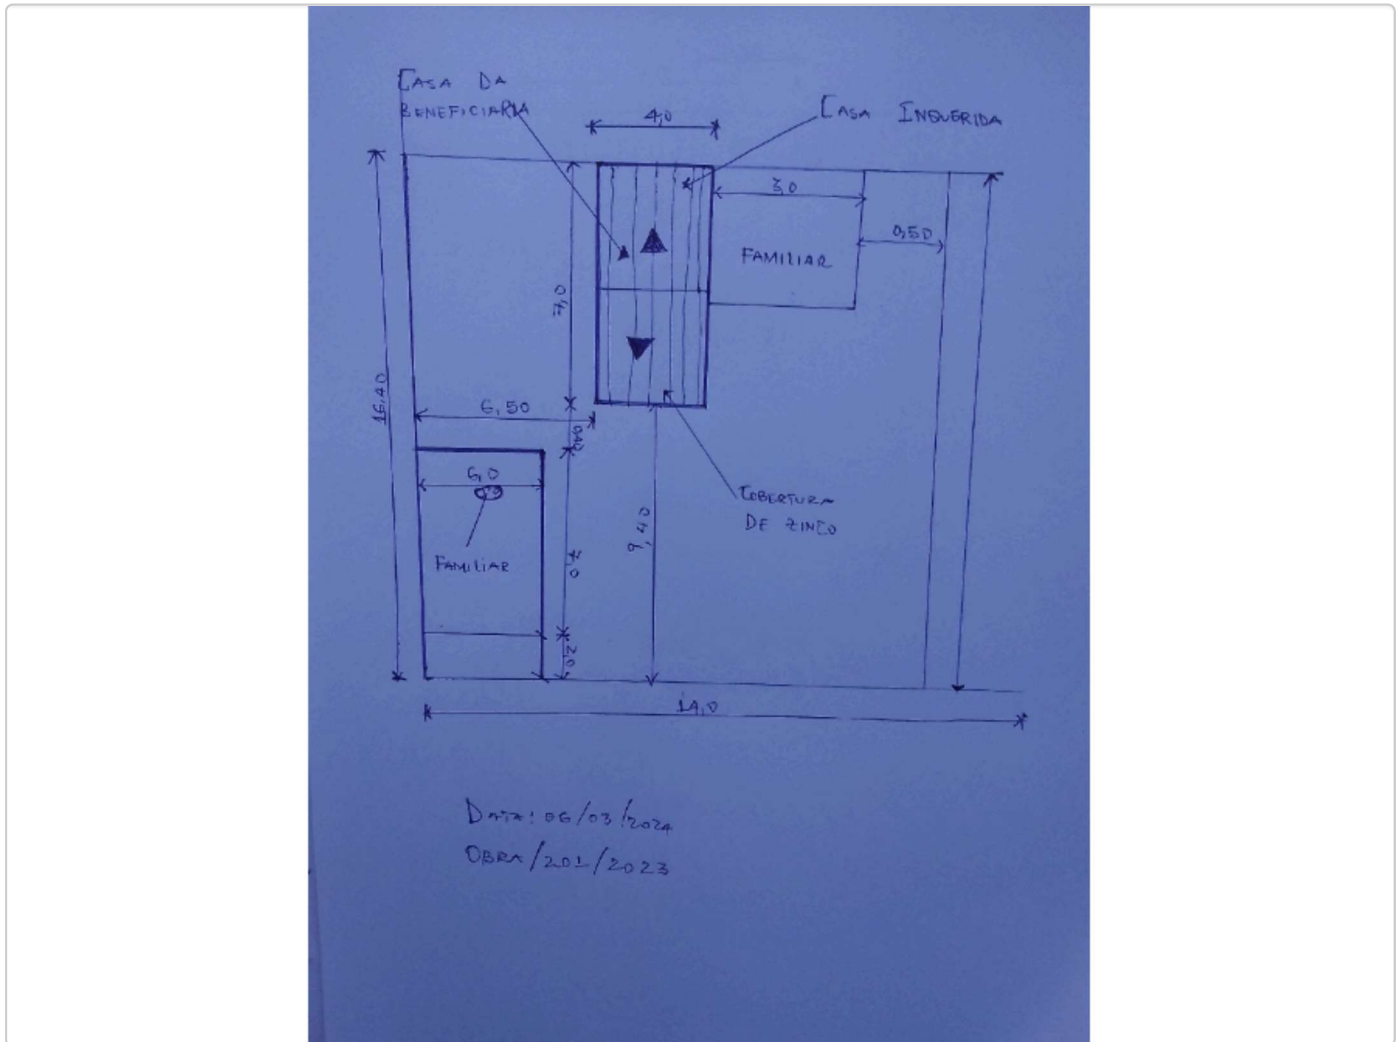 CASA DA
BENEFICIARIA
4,0
CASA INQUERIDA
3,0
0,50
FAMILIAR
7,0
16,40
6,50
0,40
6,0
COBERTURA
DE ZINCO
9,40
FAMILIAR
7,0
2,0
14,0
DATA: 06/03/2024
OBRA/201/2023